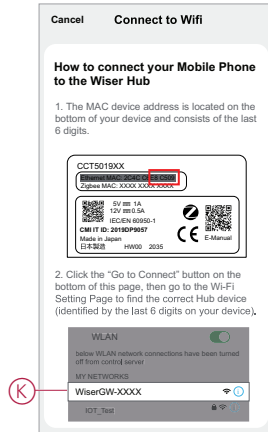 Cancel Connect to Wifi
How to connect your Mobile Phone
to the Wiser Hub
1. The MAC device address is located on the
bottom of your device and consists of the last
6 digits.
CCT5019XX
Ethernet MAC: 2C4C C6E8 C509
Zigbee MAC: XXXX XXXX XXXX
5V 1A
12V 0.5A
IEC/EN 60950-1
CMI IT ID: 2019DP9057
Made in Japan
日本製造 HW00 2035
E-Manual
2. Click the “Go to Connect” button on the
bottom of this page, then go to the Wi-Fi
Setting Page to find the correct Hub device
(identified by the last 6 digits on your device).
WLAN
below WLAN network connections have been turned
off from control server
MY NETWORKS
K WiserGW-XXXX
IOT_Test